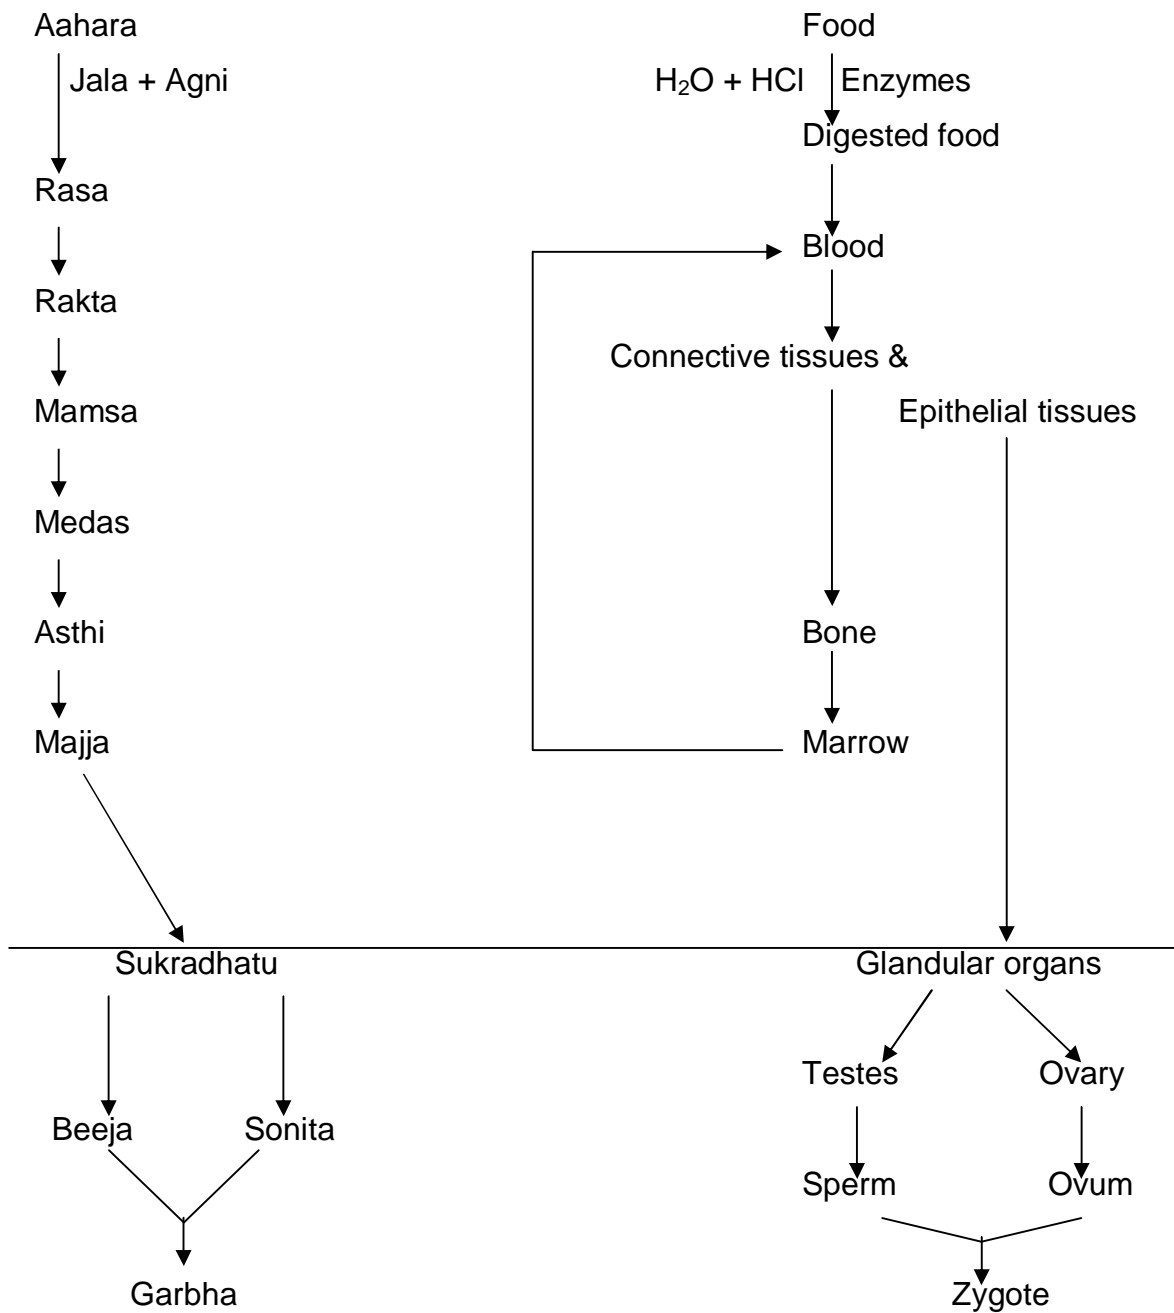 Aahara Food
Jala + Agni H₂O + HCl Enzymes
Digested food
Rasa
Blood
Rakta
Connective tissues &
Mamsa Epithelial tissues
Medas
Asthi Bone
Majja Marrow
Sukradhatu Glandular organs
Testes Ovary
Beeja Sonita
Sperm Ovum
Garbha Zygote